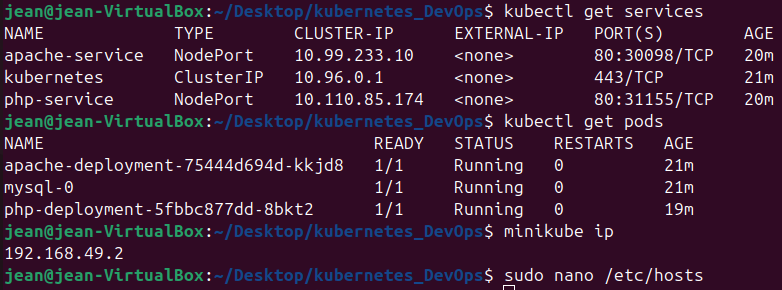 jean@jean-VirtualBox:~/Desktop/kubernetes_DevOps$ kubectl get services
NAME TYPE CLUSTER-IP EXTERNAL-IP PORT(S) AGE
apache-service NodePort 10.99.233.10 <none> 80:30098/TCP 20m
kubernetes ClusterIP 10.96.0.1 <none> 443/TCP 21m
php-service NodePort 10.110.85.174 <none> 80:31155/TCP 20m
jean@jean-VirtualBox:~/Desktop/kubernetes_DevOps$ kubectl get pods
NAME READY STATUS RESTARTS AGE
apache-deployment-75444d694d-kkjd8 1/1 Running 0 21m
mysql-0 1/1 Running 0 21m
php-deployment-5fbbc877dd-8bkt2 1/1 Running 0 19m
jean@jean-VirtualBox:~/Desktop/kubernetes_DevOps$ minikube ip
192.168.49.2
jean@jean-VirtualBox:~/Desktop/kubernetes_DevOps$ sudo nano /etc/hosts